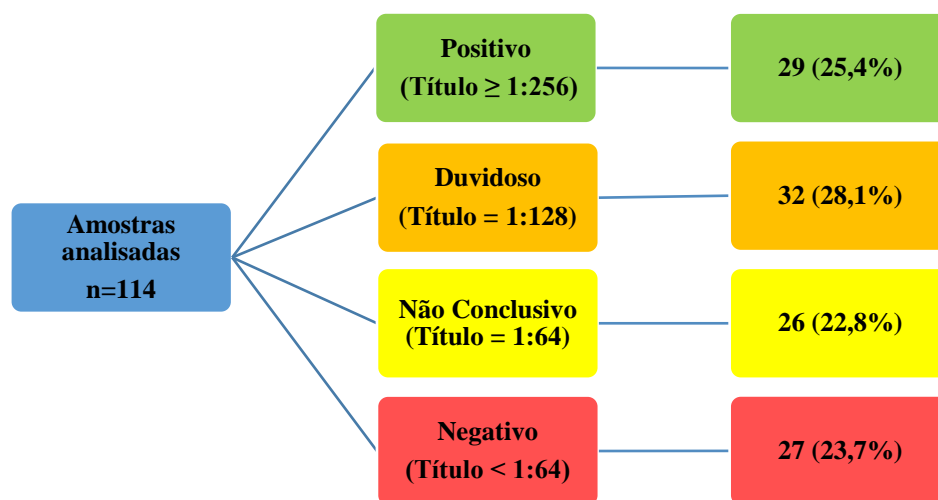 Amostras
analisadas
n=114
Positivo
(Título ≥ 1:256)
29 (25,4%)
Duvidoso
(Título = 1:128)
32 (28,1%)
Não Conclusivo
(Título = 1:64)
26 (22,8%)
Negativo
(Título < 1:64)
27 (23,7%)